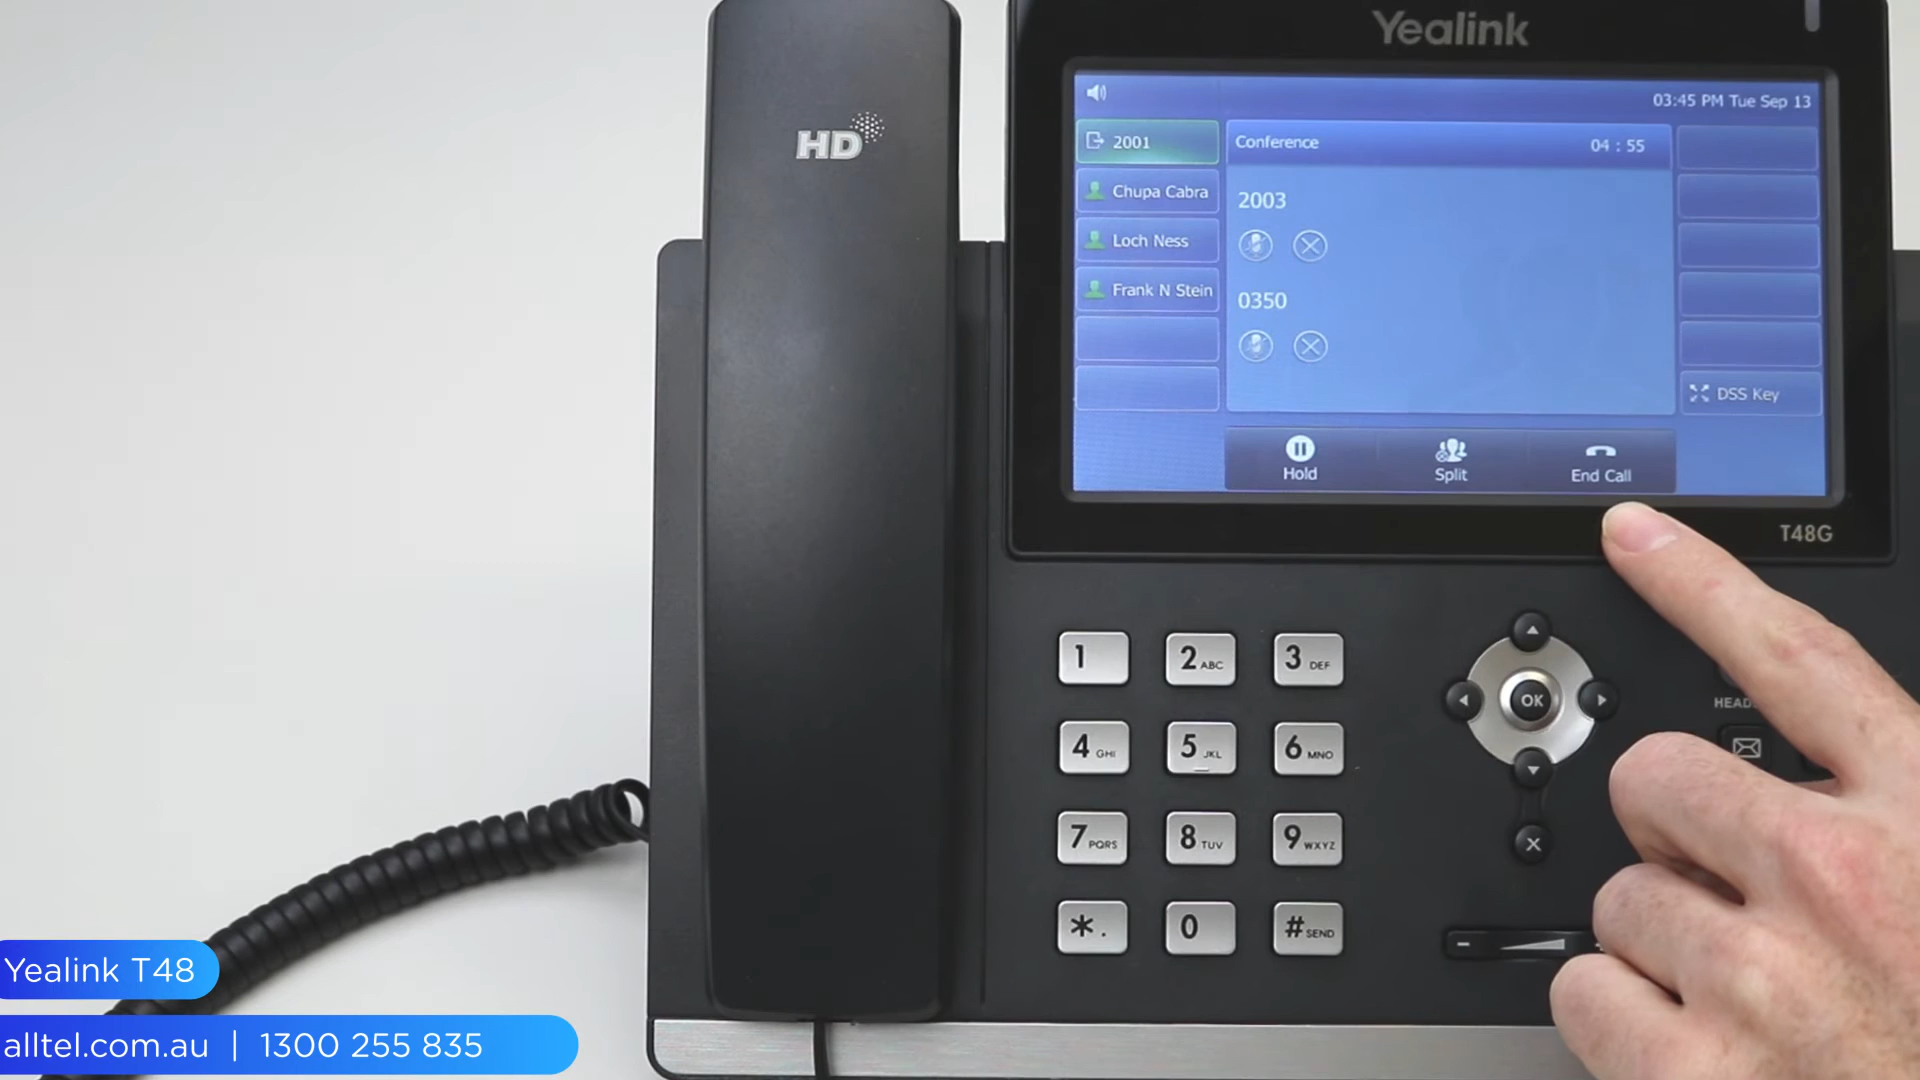 Yealink
HD
03:45 PM Tue Sep 13
2001
Conference
04 : 55
Chupa Cabra
2003
Loch Ness
Frank N Stein
0350
DSS Key
Hold
Split
End Call
T48G
1
2 ABC
3 DEF
OK
4 GHI
5 JKL
6 MNO
7 PQRS
8 TUV
9 WXYZ
* .
0
# SEND
Yealink T48
alltel.com.au | 1300 255 835